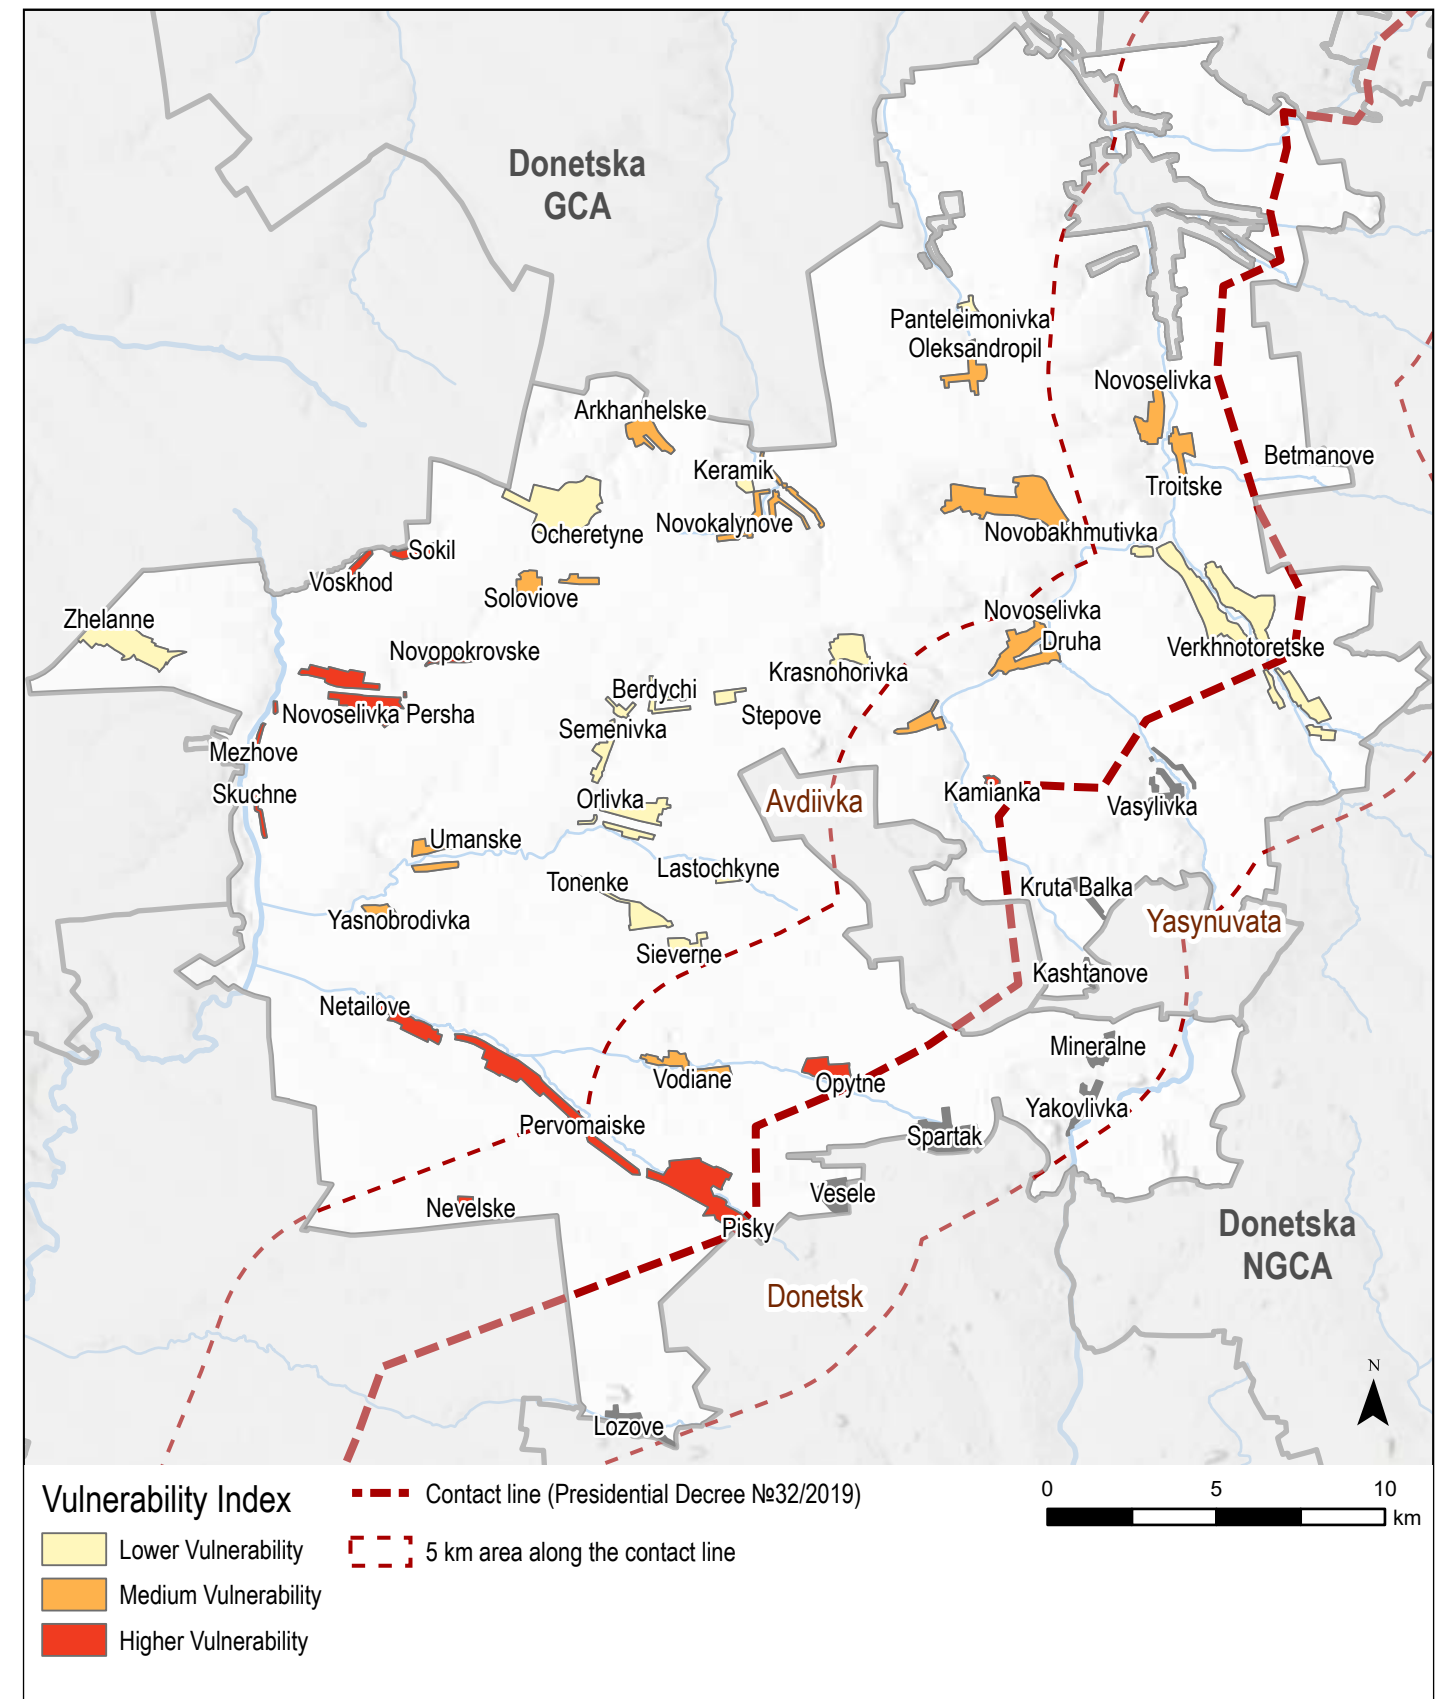 Donetska
GCA
Panteleimonivka
Oleksandropil
Novoselivka
Arkhanhelske
Betmanove
Keramik
Troitske
Novokalynove
Ocheretyne
Novobakhmutivka
Sokil
Voskhod
Soloviove
Zhelanne
Novoselivka
Druha
Verkhnotoretske
Novopokrovske
Krasnohorivka
Berdychi
Stepove
Semenivka
Novoselivka Persha
Mezhove
Skuchne
Orlivka
Avdiivka
Kamianka
Vasylivka
Umanske
Lastochkyne
Tonenke
Kruta Balka
Yasnobrodivka
Yasynuvata
Sieverne
Kashtanove
Netailove
Mineralne
Vodiane
Opytne
Yakovlivka
Pervomaiske
Spartak
Vesele
Nevelske
Pisky
Donetska
NGCA
Donetsk
N
Lozove
Vulnerability Index
Lower Vulnerability
Medium Vulnerability
Higher Vulnerability
Contact line (Presidential Decree №32/2019)
5 km area along the contact line
0 5 10
km